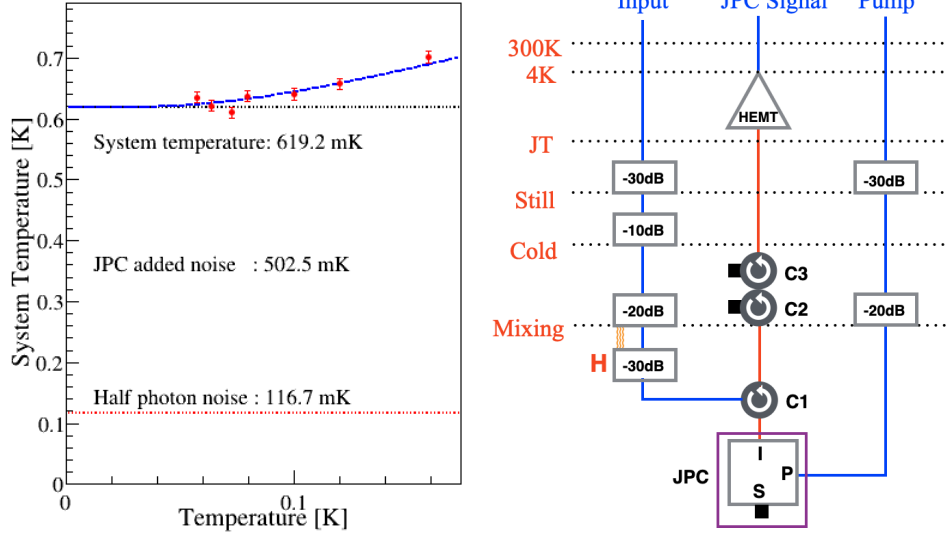 System Temperature [K]
0.7
0.6
0.5
0.4
0.3
0.2
0.1
0
System temperature: 619.2 mK
JPC added noise : 502.5 mK
Half photon noise : 116.7 mK
0
0.1
Temperature [K]
Input
JPC Signal
Pump
300K
4K
HEMT
JT
-30dB
-30dB
Still
-10dB
Cold
C3
-20dB
C2
-20dB
Mixing
H
-30dB
C1
I
JPC
P
S